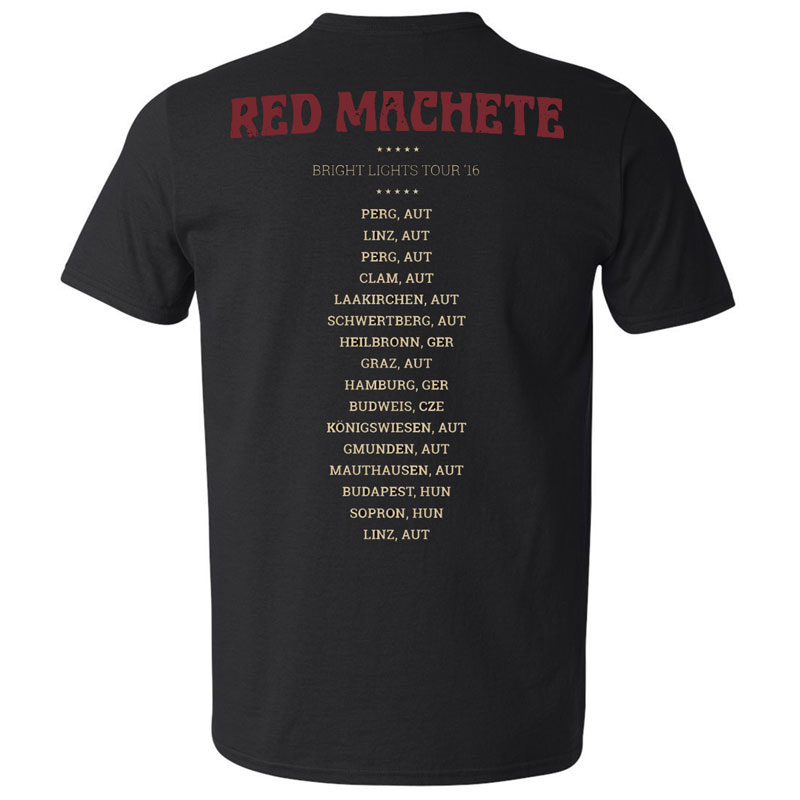 RED MACHETE
★★★★★
BRIGHT LIGHTS TOUR '16
★★★★★
PERG, AUT
LINZ, AUT
PERG, AUT
CLAM, AUT
LAAKIRCHEN, AUT
SCHWERTBERG, AUT
HEILBRONN, GER
GRAZ, AUT
HAMBURG, GER
BUDWEIS, CZE
KÖNIGSWIESEN, AUT
GMUNDEN, AUT
MAUTHAUSEN, AUT
BUDAPEST, HUN
SOPRON, HUN
LINZ, AUT